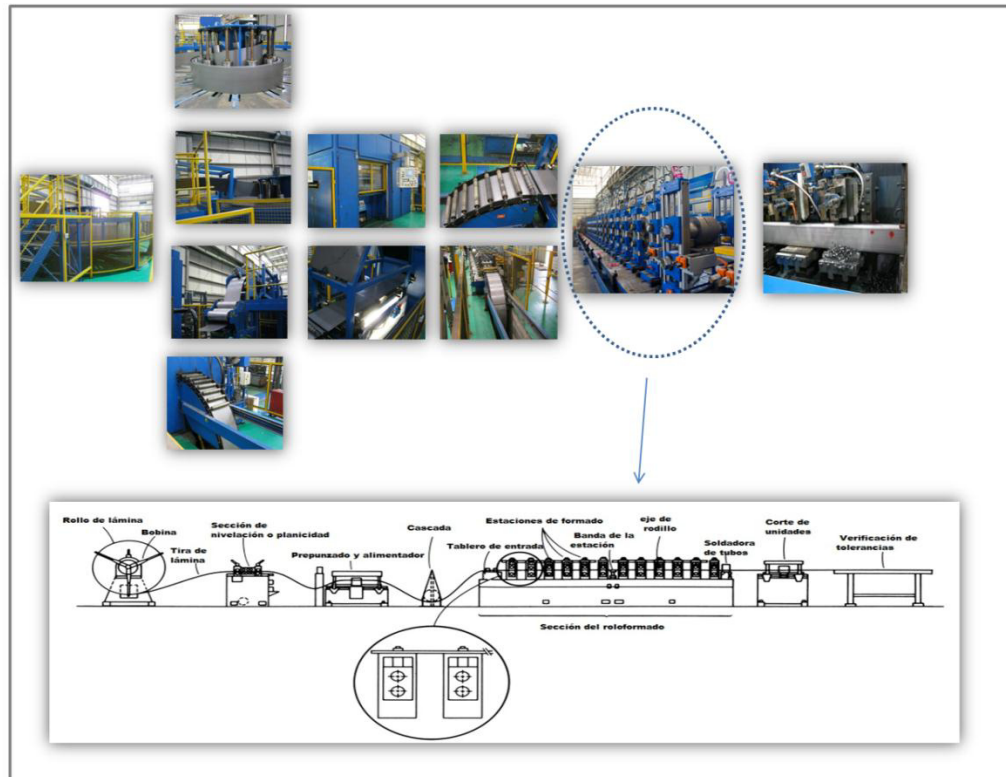 Rollo de lámina
Bobina
Tira de
lámina
Sección de
nivelación o planicidad
Prepunzado y alimentador
Cascada
Tablero de entrada
Estaciones de formado
Banda de la
estación
eje de
rodillo
Soldadora
de tubos
Corte de
unidades
Verificación de
tolerancias
Sección del roloformado